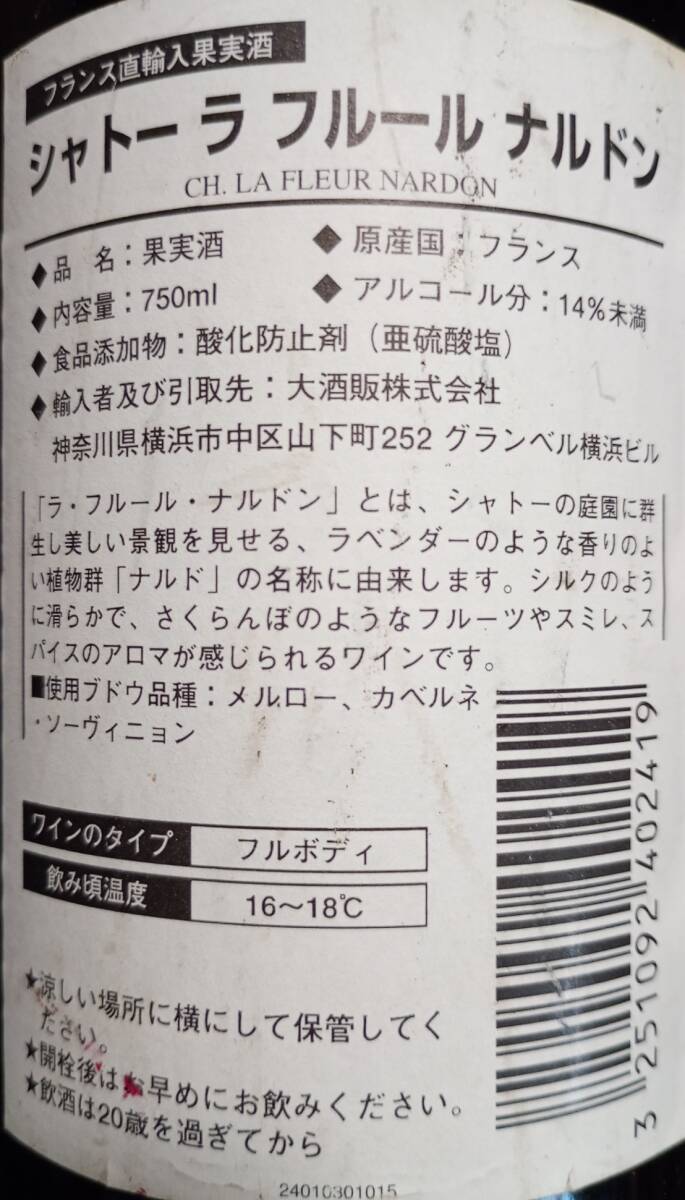 フランス直輸入果実酒
シャトー ラ フルール ナルドン
CH. LA FLEUR NARDON
◆品 名：果実酒 ◆原産国：フランス
◆内容量：750ml ◆アルコール分：14%未満
◆食品添加物：酸化防止剤（亜硫酸塩）
◆輸入者及び引取先：大酒販株式会社
神奈川県横浜市中区山下町252 グランベル横浜ビル
「ラ・フルール・ナルドン」とは、シャトーの庭園に群
生し美しい景観を見せる、ラベンダーのような香りのよ
い植物群「ナルド」の名称に由来します。シルクのよう
に滑らかで、さくらんぼのようなフルーツやスミレ、ス
パイスのアロマが感じられるワインです。
■使用ブドウ品種：メルロー、カベルネ
・ソーヴィニョン
ワインのタイプ フルボディ
飲み頃温度 16〜18℃
★涼しい場所に横にして保管してく
ださい。
★開栓後はお早めにお飲みください。
★飲酒は20歳を過ぎてから
3 251092 402419
24010301015